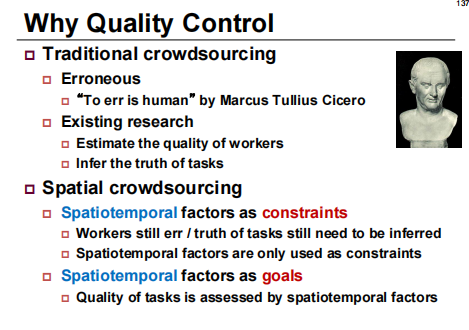 137
Why Quality Control
Traditional crowdsourcing
Erroneous
“To err is human” by Marcus Tullius Cicero
Existing research
Estimate the quality of workers
Infer the truth of tasks
Spatial crowdsourcing
Spatiotemporal factors as constraints
Workers still err / truth of tasks still need to be inferred
Spatiotemporal factors are only used as constraints
Spatiotemporal factors as goals
Quality of tasks is assessed by spatiotemporal factors